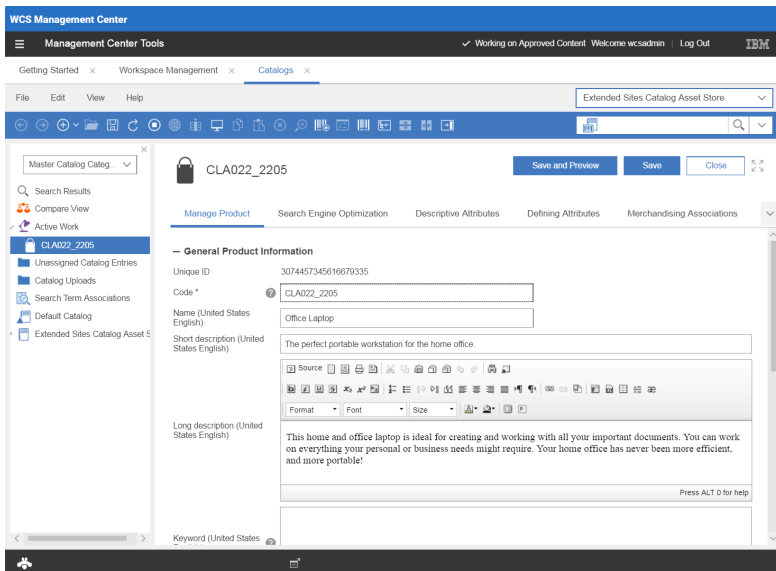 WCS Management Center
Management Center Tools
Working on Approved Content Welcome wcsadmin | Log Out IBM
Getting Started × Workspace Management × Catalogs ×
File Edit View Help Extended Sites Catalog Asset Store
Master Catalog Categ...
Search Results
Compare View
Active Work
CLA022_2205
Unassigned Catalog Entries
Catalog Uploads
Search Term Associations
Default Catalog
Extended Sites Catalog Asset S
CLA022_2205 Save and Preview Save Close
Manage Product Search Engine Optimization Descriptive Attributes Defining Attributes Merchandising Associations
— General Product Information
Unique ID 3074457345616679335
Code * CLA022_2205
Name (United States English) Office Laptop
Short description (United States English) The perfect portable workstation for the home office.
Source
Format Font Size
Long description (United States English)
This home and office laptop is ideal for creating and working with all your important documents. You can work
on everything your personal or business needs might require. Your home office has never been more efficient,
and more portable!
Press ALT 0 for help
Keyword (United States